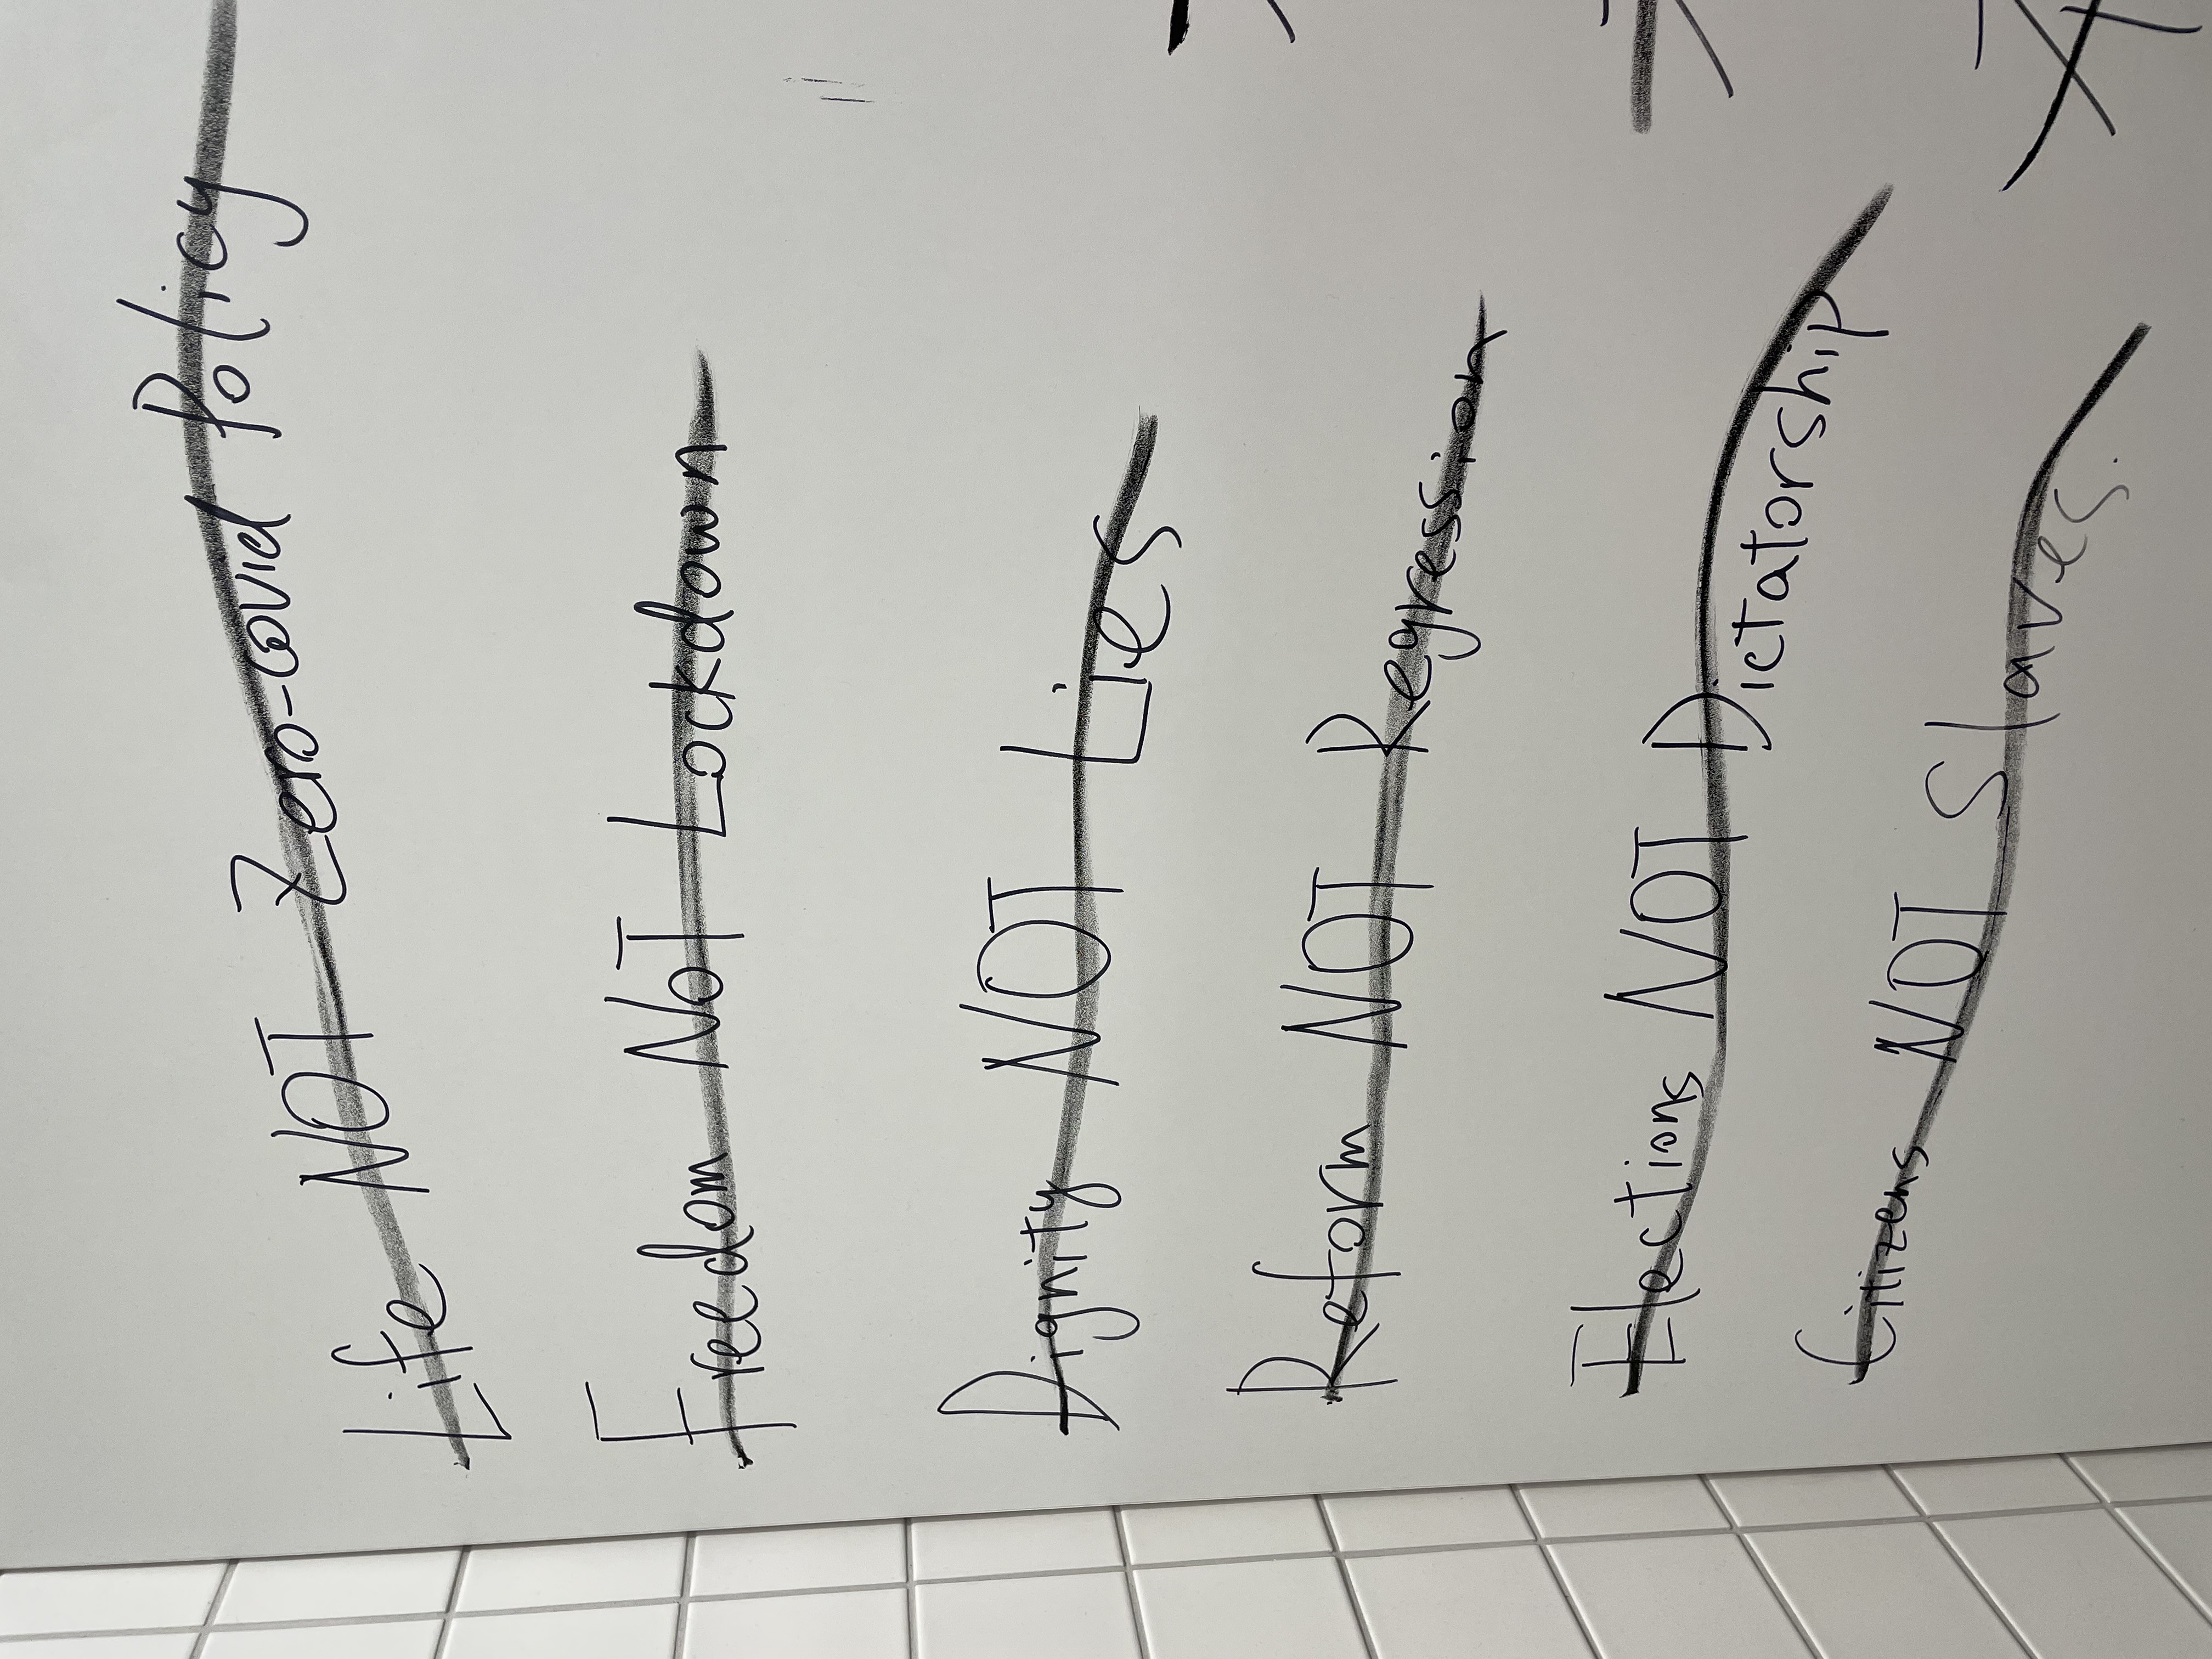 Life NOT Zero-covid Policy
Freedom NOT Lockdown
Dignity NOT Lies
Reform NOT Regression
Elections NOT Dictatorship
Citizens NOT Slaves.